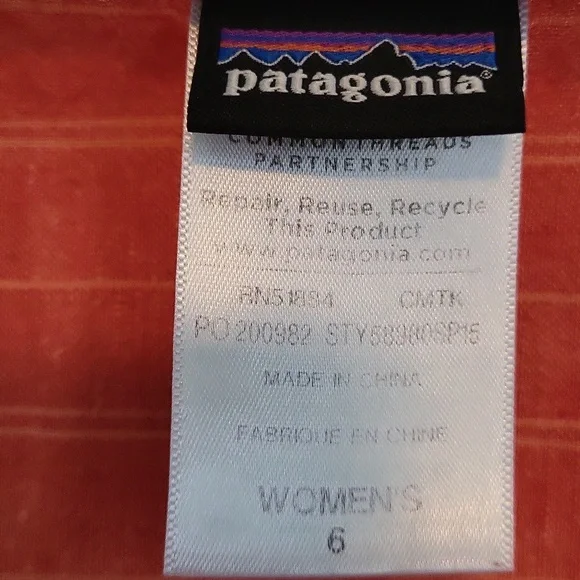 patagonia®
COMMON THREADS
PARTNERSHIP
Repair, Reuse, Recycle
This Product
www.patagonia.com
RN51884 CMTK
PO 200982 STY58980SP15
MADE IN CHINA
FABRIQUE EN CHINE
WOMEN'S
6